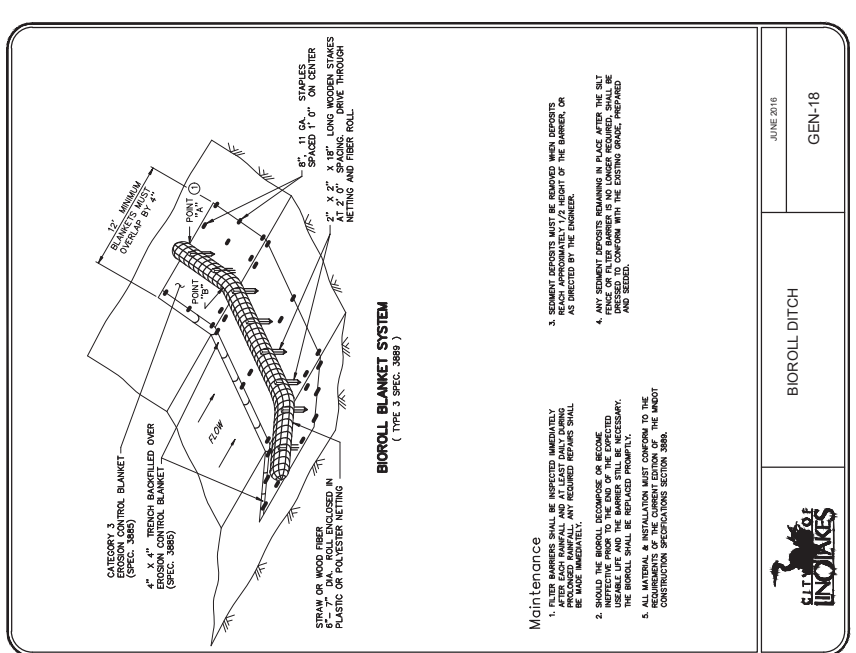 12' MINIMUM
BLANKETS MUST
OVERLAP BY 4"
CATEGORY 3
EROSION CONTROL BLANKET
(SPEC. 3885)
4" X 4" TRENCH BACKFILLED OVER
EROSION CONTROL BLANKET
(SPEC. 3885)
POINT
"A"
1
POINT
"B"
FLOW
8", 11 GA. STAPLES
SPACED 1' 0" ON CENTER
2" X 2" X 18" LONG WOODEN STAKES
AT 2' 0" SPACING. DRIVE THROUGH
NETTING AND FIBER ROLL.
STRAW OR WOOD FIBER
6"- 7" DIA. ROLL ENCLOSED IN
PLASTIC OR POLYESTER NETTING
BIOROLL BLANKET SYSTEM
( TYPE 3 SPEC. 3889 )
Maintenance
1. FILTER BARRIERS SHALL BE INSPECTED IMMEDIATELY
AFTER EACH RAINFALL AND AT LEAST DAILY DURING
PROLONGED RAINFALL. ANY REQUIRED REPAIRS SHALL
BE MADE IMMEDIATELY.
2. SHOULD THE BIOROLL DECOMPOSE OR BECOME
INEFFECTIVE PRIOR TO THE END OF THE EXPECTED
USEABLE LIFE AND THE BARRIER STILL BE NECESSARY.
THE BIOROLL SHALL BE REPLACED PROMPTLY.
5. ALL MATERIAL & INSTALLATION MUST CONFORM TO THE
REQUIREMENTS OF THE CURRENT EDITION OF THE MNDOT
CONSTRUCTION SPECIFICATIONS SECTION 3889.
3. SEDIMENT DEPOSITS MUST BE REMOVED WHEN DEPOSITS
REACH APPROXIMATELY 1/2 HEIGHT OF THE BARRIER, OR
AS DIRECTED BY THE ENGINEER.
4. ANY SEDIMENT DEPOSITS REMAINING IN PLACE AFTER THE SILT
FENCE OR FILTER BARRIER IS NO LONGER REQUIRED, SHALL BE
DRESSED TO CONFORM WITH THE EXISTING GRADE, PREPARED
AND SEEDED.
CITY OF
LINO LAKES
BIOROLL DITCH
JUNE 2016
GEN-18